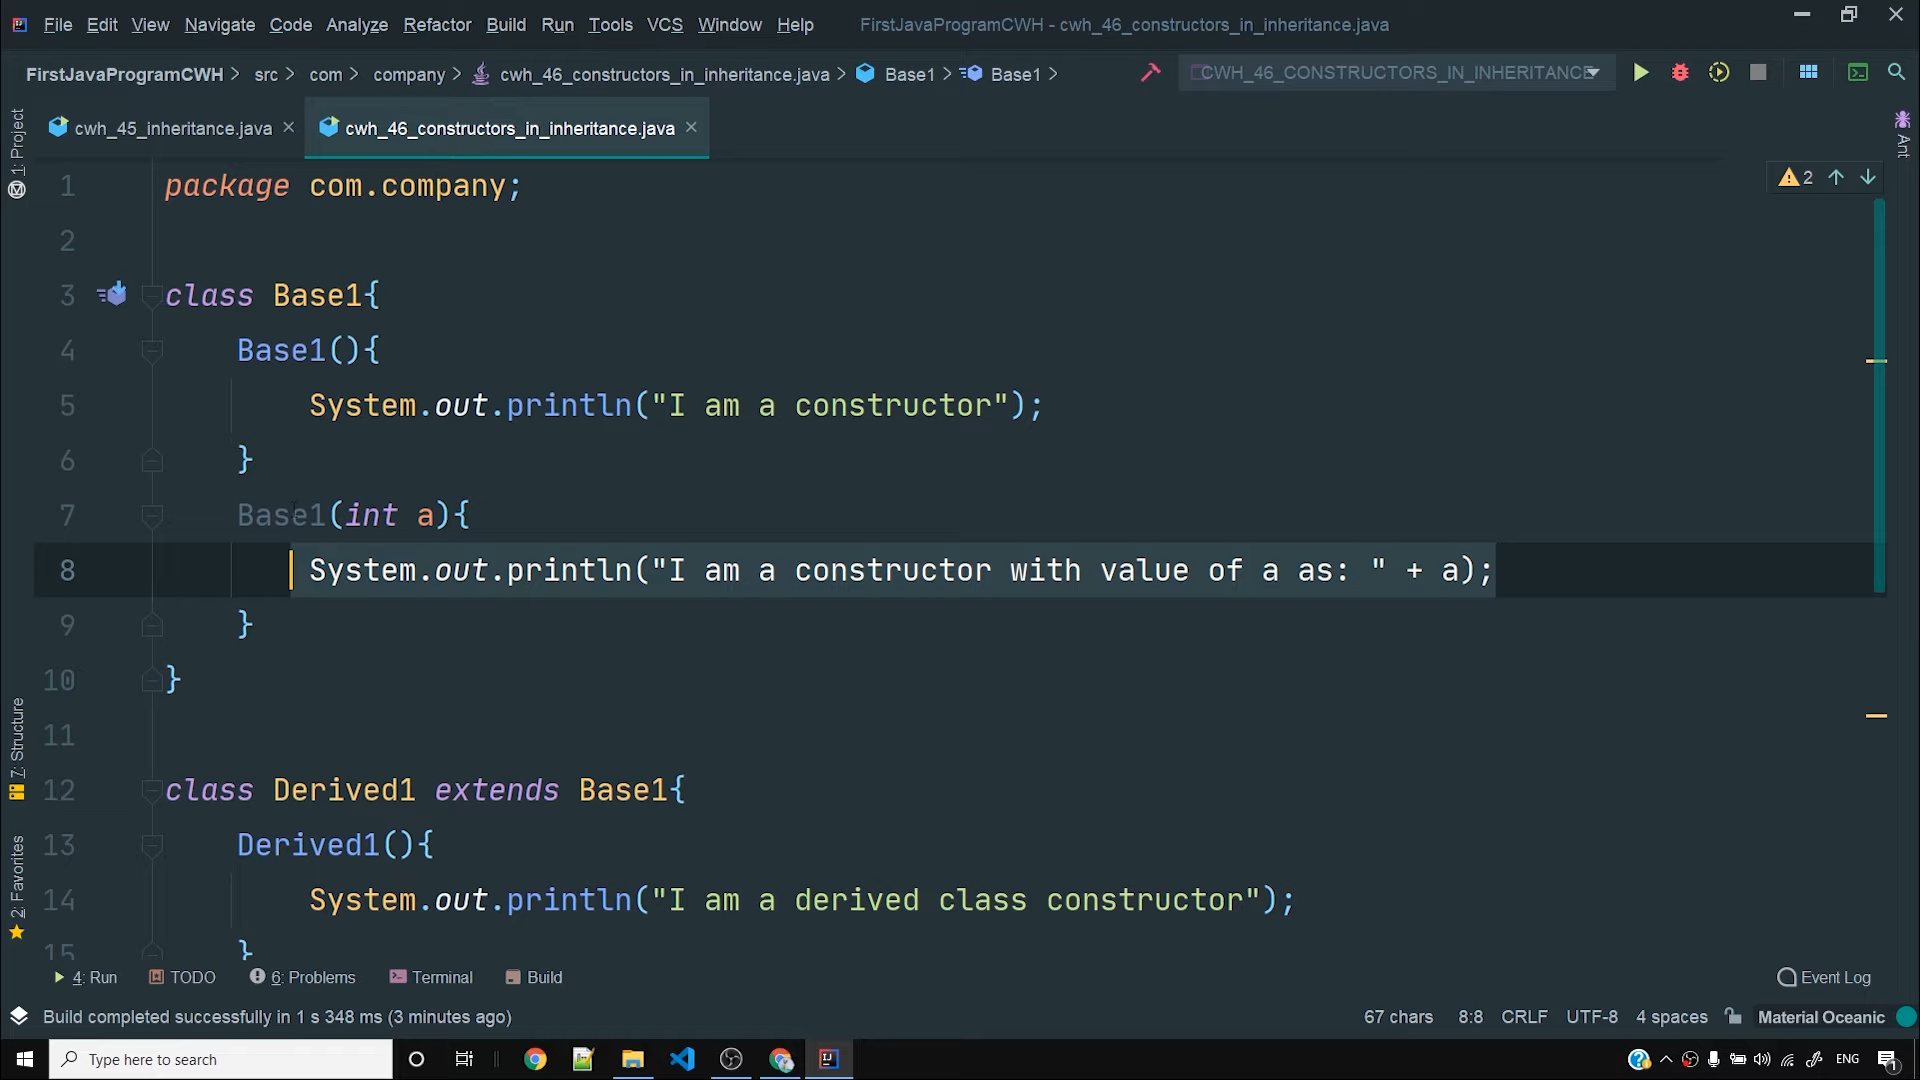 File Edit View Navigate Code Analyze Refactor Build Run Tools VCS Window Help FirstJavaProgramCWH - cwh_46_constructors_in_inheritance.java
FirstJavaProgramCWH src com company cwh_46_constructors_in_inheritance.java Base1 Base1 CWH_46_CONSTRUCTORS_IN_INHERITANCE
1: Project
cwh_45_inheritance.java cwh_46_constructors_in_inheritance.java
Ant
1 package com.company;
2
2
3 class Base1{
4 Base1(){
5 System.out.println("I am a constructor");
6 }
7 Base1(int a){
8 System.out.println("I am a constructor with value of a as: " + a);
9 }
10 }
11
12 class Derived1 extends Base1{
13 Derived1(){
14 System.out.println("I am a derived class constructor");
15 }
7: Structure
2: Favorites
4: Run TODO 6: Problems Terminal Build Event Log
Build completed successfully in 1 s 348 ms (3 minutes ago) 67 chars 8:8 CRLF UTF-8 4 spaces Material Oceanic
Type here to search ENG 1